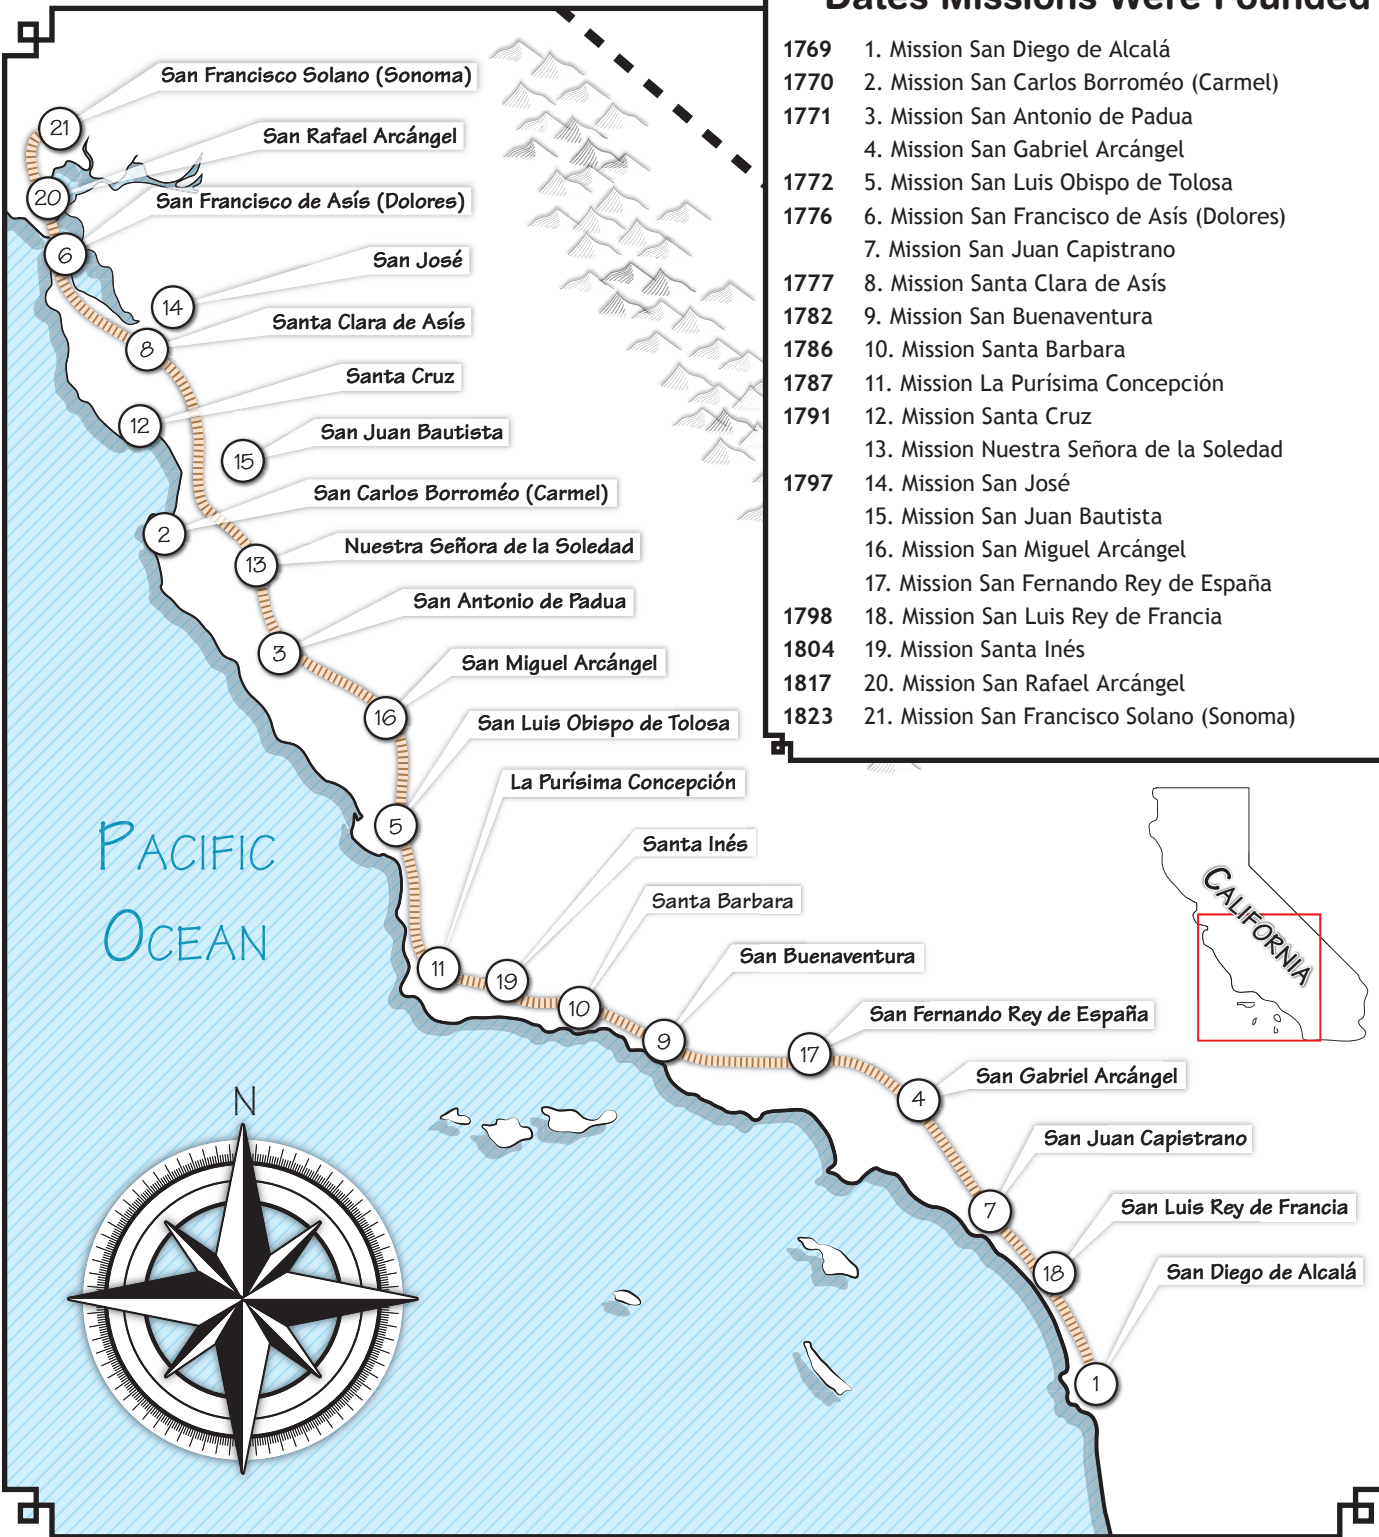 Dates Missions Were Founded
1769 1. Mission San Diego de Alcalá
1770 2. Mission San Carlos Borroméo (Carmel)
1771 3. Mission San Antonio de Padua
4. Mission San Gabriel Arcángel
1772 5. Mission San Luis Obispo de Tolosa
1776 6. Mission San Francisco de Asís (Dolores)
7. Mission San Juan Capistrano
1777 8. Mission Santa Clara de Asís
1782 9. Mission San Buenaventura
1786 10. Mission Santa Barbara
1787 11. Mission La Purísima Concepción
1791 12. Mission Santa Cruz
13. Mission Nuestra Señora de la Soledad
1797 14. Mission San José
15. Mission San Juan Bautista
16. Mission San Miguel Arcángel
17. Mission San Fernando Rey de España
1798 18. Mission San Luis Rey de Francia
1804 19. Mission Santa Inés
1817 20. Mission San Rafael Arcángel
1823 21. Mission San Francisco Solano (Sonoma)
San Francisco Solano (Sonoma)
21
San Rafael Arcángel
20
San Francisco de Asís (Dolores)
6
San José
14
Santa Clara de Asís
8
Santa Cruz
12
San Juan Bautista
15
San Carlos Borroméo (Carmel)
2
Nuestra Señora de la Soledad
13
San Antonio de Padua
3
San Miguel Arcángel
16
San Luis Obispo de Tolosa
5
La Purísima Concepción
11
Santa Inés
19
Santa Barbara
10
San Buenaventura
9
San Fernando Rey de España
17
San Gabriel Arcángel
4
San Juan Capistrano
7
San Luis Rey de Francia
18
San Diego de Alcalá
1
PACIFIC
OCEAN
CALIFORNIA
N